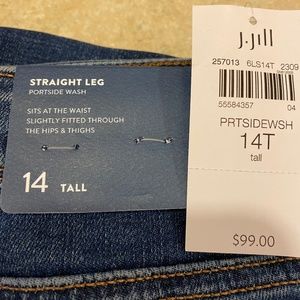 STRAIGHT LEG
PORTSIDE WASH
SITS AT THE WAIST
SLIGHTLY FITTED THROUGH
THE HIPS & THIGHS
14 TALL
J.Jill
257013 6LS14T 2309
55584357 04
PRTSIDEWSH
14T
tall
$99.00